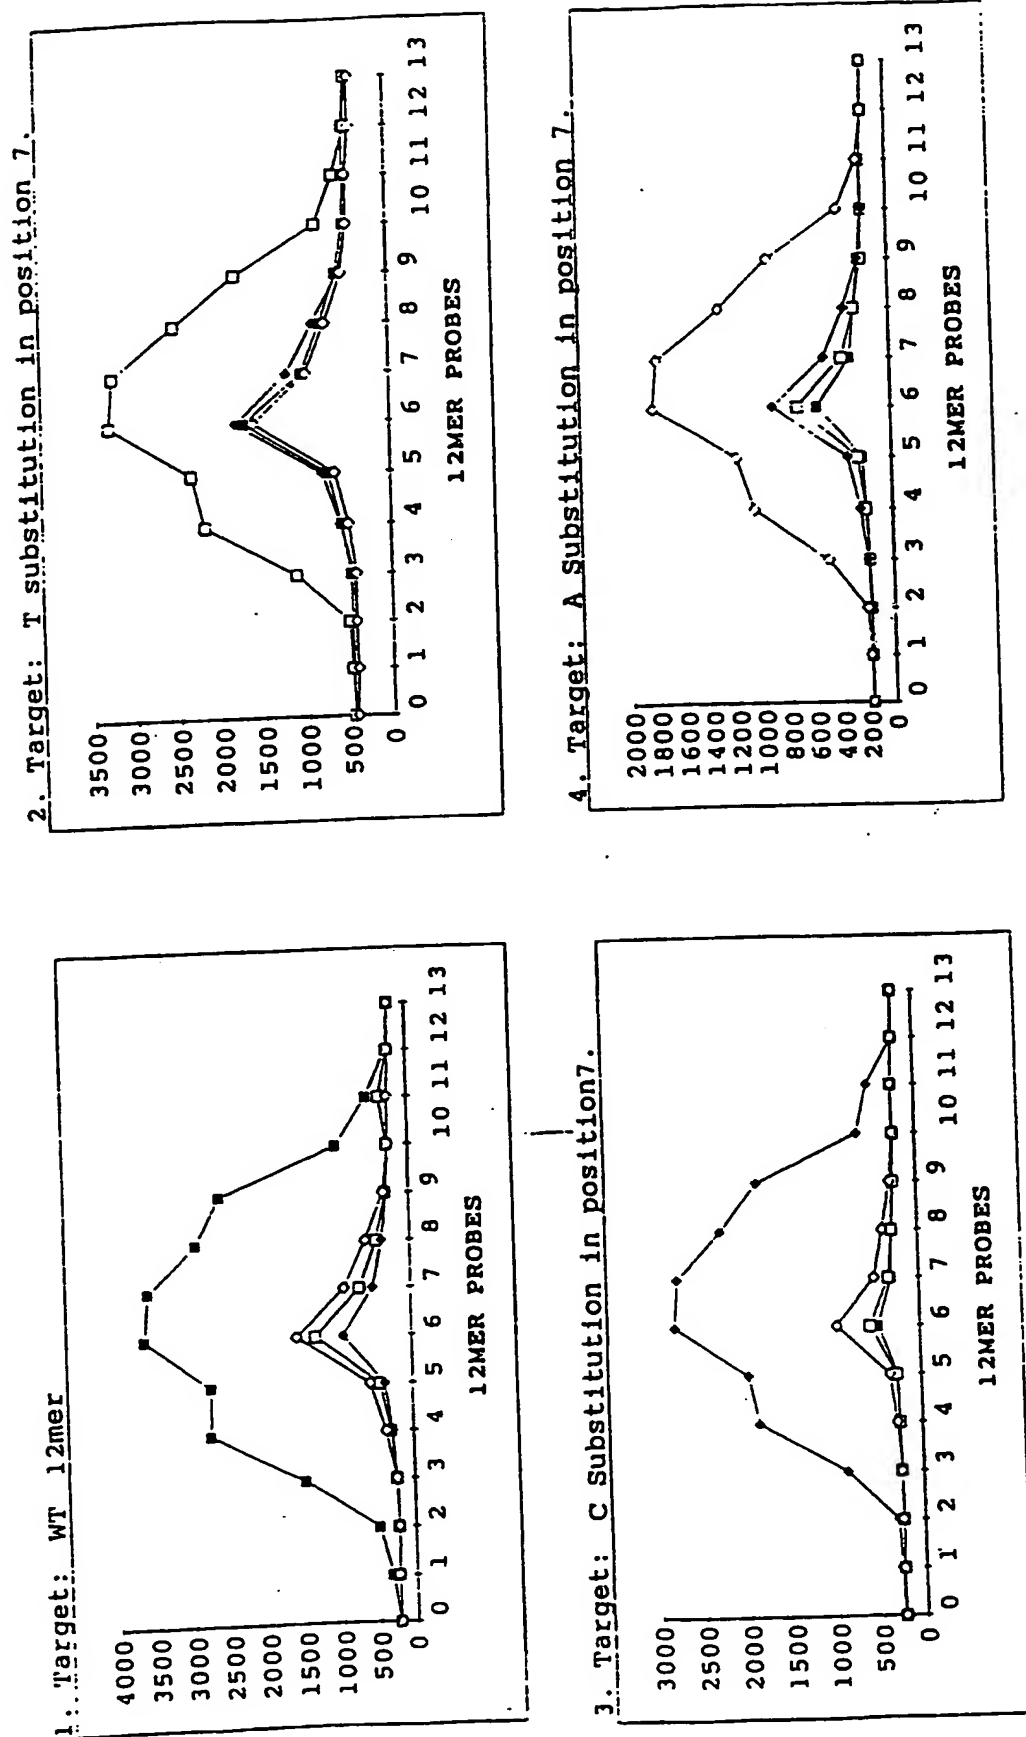 1. Target: WT 12mer
4000
3500
3000
2500
2000
1500
1000
500
0
0 1 2 3 4 5 6 7 8 9 10 11 12 13
12MER PROBES
2. Target: T substitution in position 7.
3500
3000
2500
2000
1500
1000
500
0
0 1 2 3 4 5 6 7 8 9 10 11 12 13
12MER PROBES
3. Target: C substitution in position7.
3000
2500
2000
1500
1000
500
0
0 1 2 3 4 5 6 7 8 9 10 11 12 13
12MER PROBES
4. Target: A substitution in position 7.
2000
1800
1600
1400
1200
1000
800
600
400
200
0
0 1 2 3 4 5 6 7 8 9 10 11 12 13
12MER PROBES